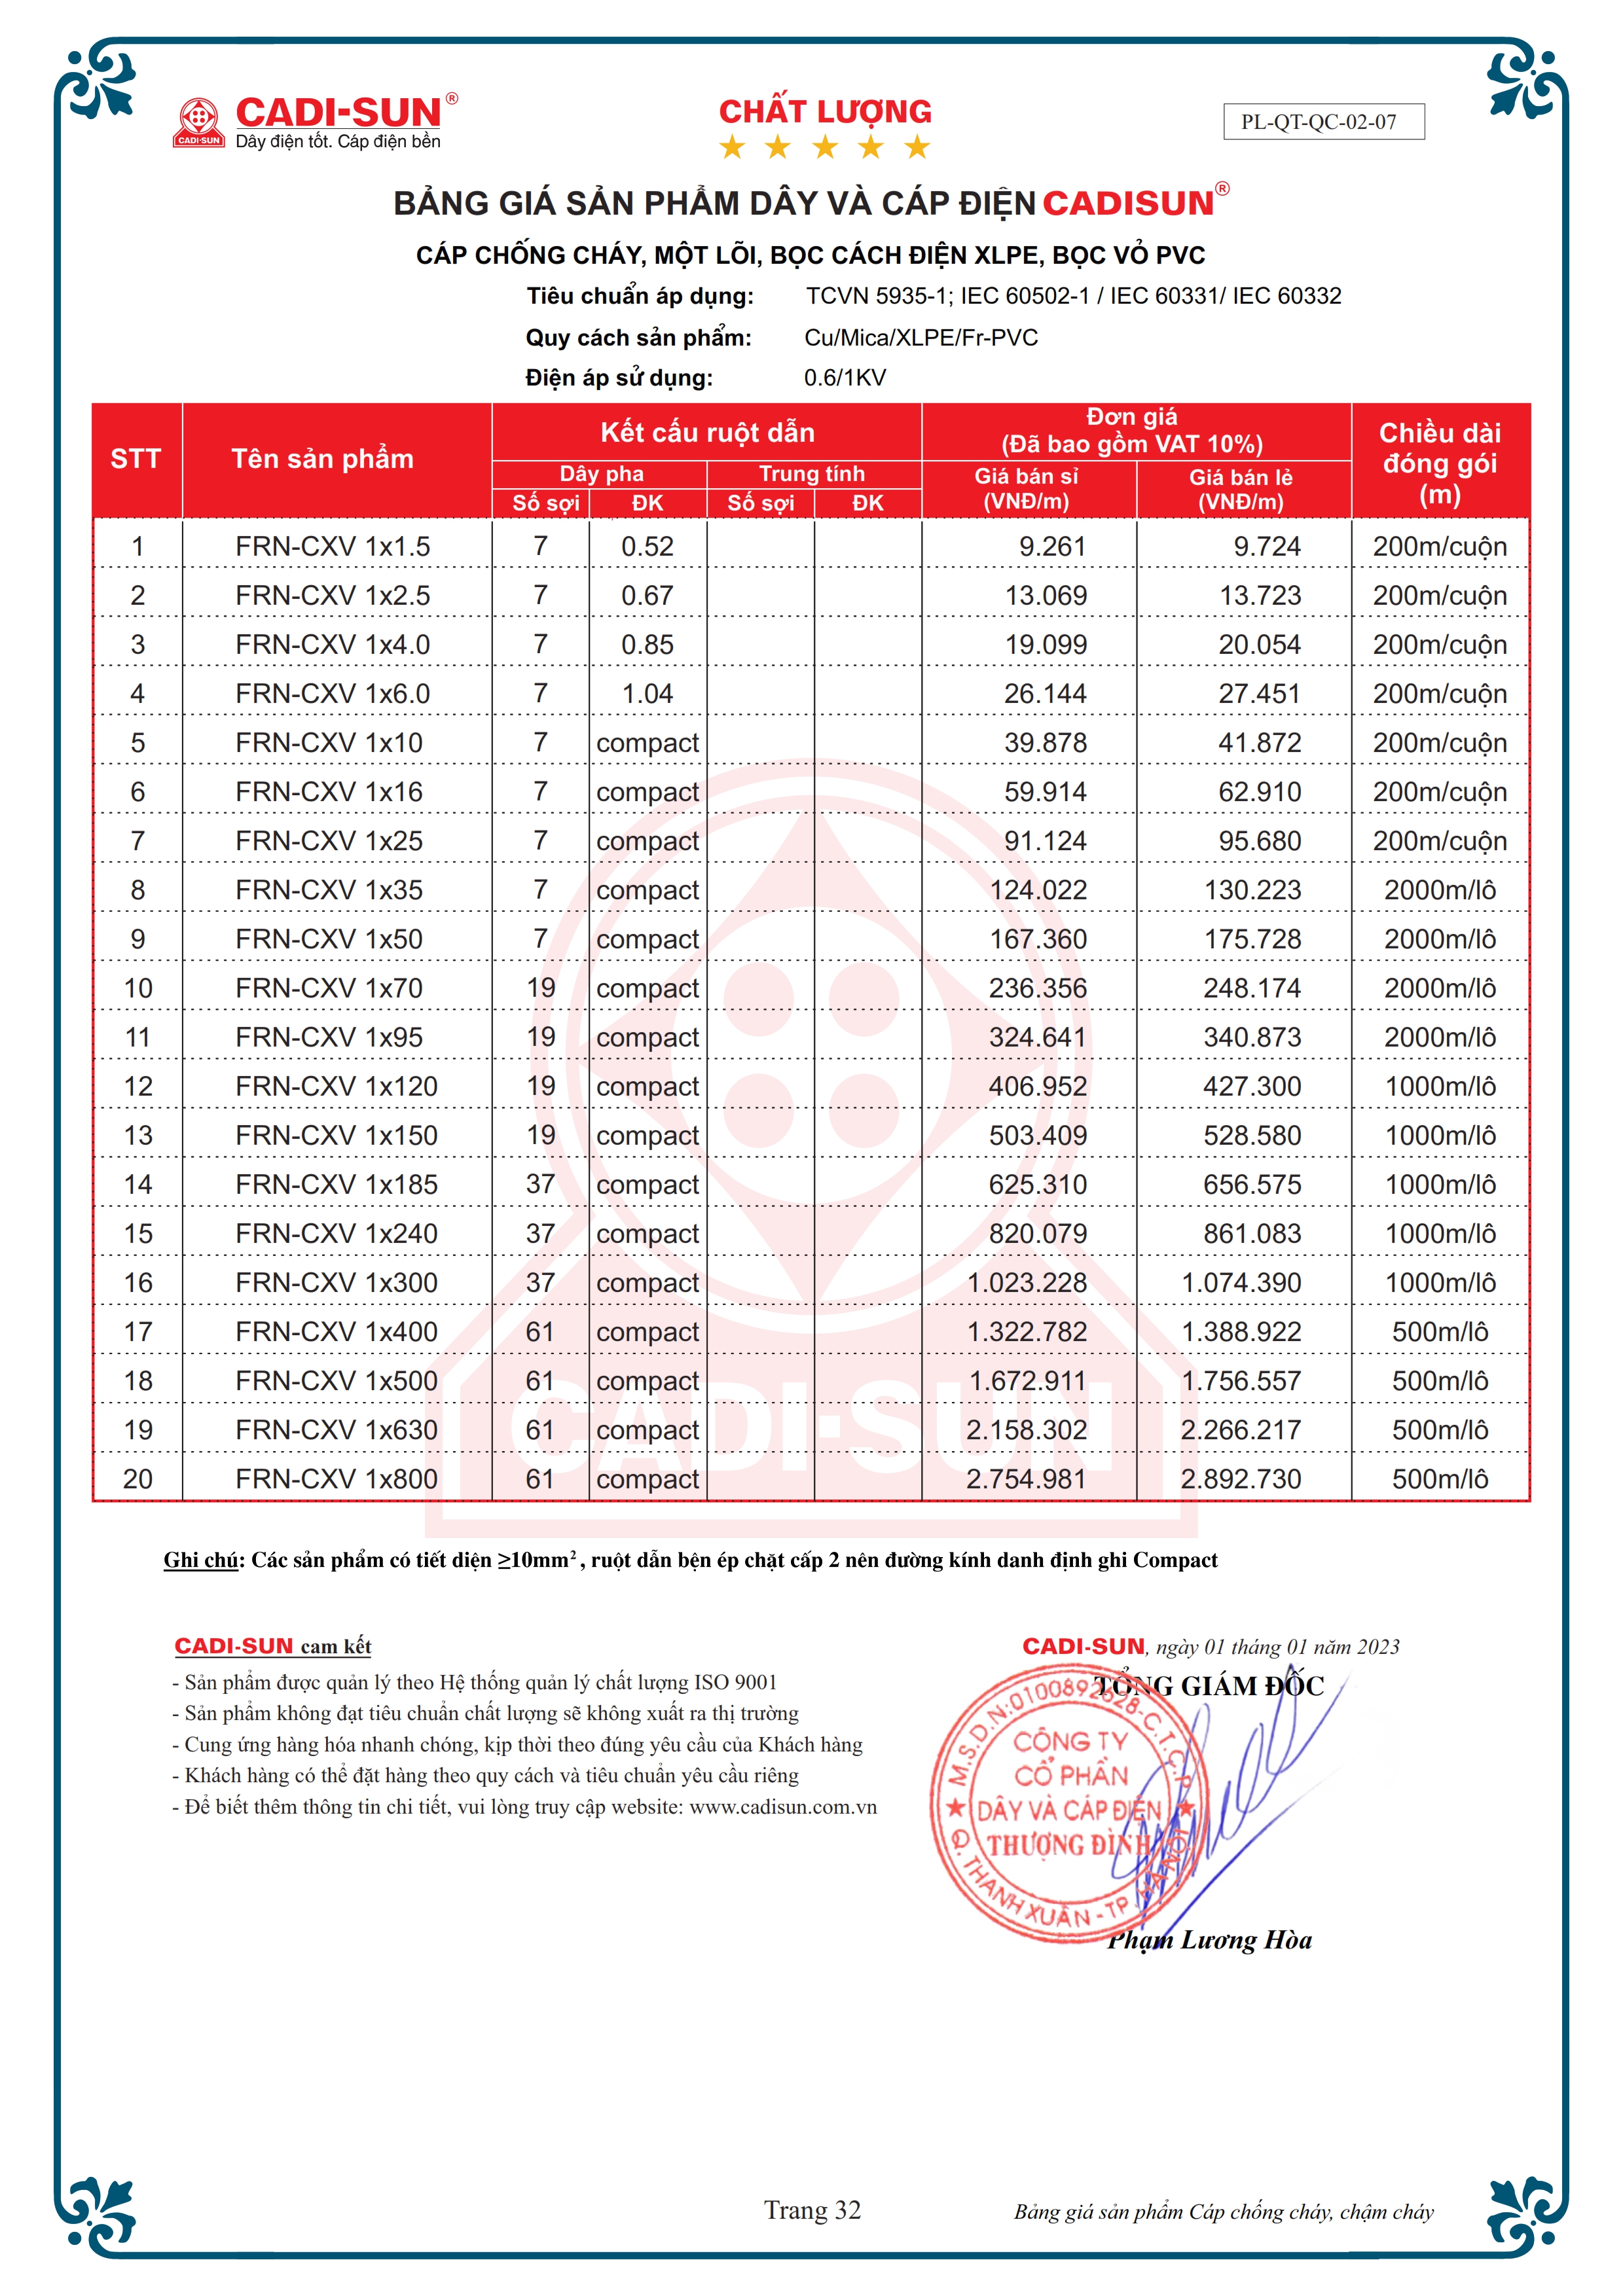 CADI-SUN®
CADI-SUN
Dây điện tốt. Cáp điện bền
CHẤT LƯỢNG
PL-QT-QC-02-07
BẢNG GIÁ SẢN PHẨM DÂY VÀ CÁP ĐIỆN CADISUN®
CÁP CHỐNG CHÁY, MỘT LÕI, BỌC CÁCH ĐIỆN XLPE, BỌC VỎ PVC
Tiêu chuẩn áp dụng: TCVN 5935-1; IEC 60502-1 / IEC 60331/ IEC 60332
Quy cách sản phẩm: Cu/Mica/XLPE/Fr-PVC
Điện áp sử dụng: 0.6/1KV
STT Tên sản phẩm Kết cấu ruột dẫn Đơn giá (Đã bao gồm VAT 10%) Chiều dài đóng gói (m)
Dây pha Trung tính Giá bán sỉ (VNĐ/m) Giá bán lẻ (VNĐ/m)
Số sợi ĐK Số sợi ĐK
1 FRN-CXV 1x1.5 7 0.52 9.261 9.724 200m/cuộn
2 FRN-CXV 1x2.5 7 0.67 13.069 13.723 200m/cuộn
3 FRN-CXV 1x4.0 7 0.85 19.099 20.054 200m/cuộn
4 FRN-CXV 1x6.0 7 1.04 26.144 27.451 200m/cuộn
5 FRN-CXV 1x10 7 compact 39.878 41.872 200m/cuộn
6 FRN-CXV 1x16 7 compact 59.914 62.910 200m/cuộn
7 FRN-CXV 1x25 7 compact 91.124 95.680 200m/cuộn
8 FRN-CXV 1x35 7 compact 124.022 130.223 2000m/lô
9 FRN-CXV 1x50 7 compact 167.360 175.728 2000m/lô
10 FRN-CXV 1x70 19 compact 236.356 248.174 2000m/lô
11 FRN-CXV 1x95 19 compact 324.641 340.873 2000m/lô
12 FRN-CXV 1x120 19 compact 406.952 427.300 1000m/lô
13 FRN-CXV 1x150 19 compact 503.409 528.580 1000m/lô
14 FRN-CXV 1x185 37 compact 625.310 656.575 1000m/lô
15 FRN-CXV 1x240 37 compact 820.079 861.083 1000m/lô
16 FRN-CXV 1x300 37 compact 1.023.228 1.074.390 1000m/lô
17 FRN-CXV 1x400 61 compact 1.322.782 1.388.922 500m/lô
18 FRN-CXV 1x500 61 compact 1.672.911 1.756.557 500m/lô
19 FRN-CXV 1x630 61 compact 2.158.302 2.266.217 500m/lô
20 FRN-CXV 1x800 61 compact 2.754.981 2.892.730 500m/lô
CADI-SUN
Ghi chú: Các sản phẩm có tiết diện ≥10mm², ruột dẫn bện ép chặt cấp 2 nên đường kính danh định ghi Compact
CADI-SUN cam kết
- Sản phẩm được quản lý theo Hệ thống quản lý chất lượng ISO 9001
- Sản phẩm không đạt tiêu chuẩn chất lượng sẽ không xuất ra thị trường
- Cung ứng hàng hóa nhanh chóng, kịp thời theo đúng yêu cầu của Khách hàng
- Khách hàng có thể đặt hàng theo quy cách và tiêu chuẩn yêu cầu riêng
- Để biết thêm thông tin chi tiết, vui lòng truy cập website: www.cadisun.com.vn
CADI-SUN, ngày 01 tháng 01 năm 2023
TỔNG GIÁM ĐỐC
M.S.D.N:0100892628-C.T.C.P
CÔNG TY
CỔ PHẦN
DÂY VÀ CÁP ĐIỆN
THƯỢNG ĐÌNH
Q. THANH XUÂN - TP. HÀ NỘI
Phạm Lương Hòa
Trang 32
Bảng giá sản phẩm Cáp chống cháy, chậm cháy